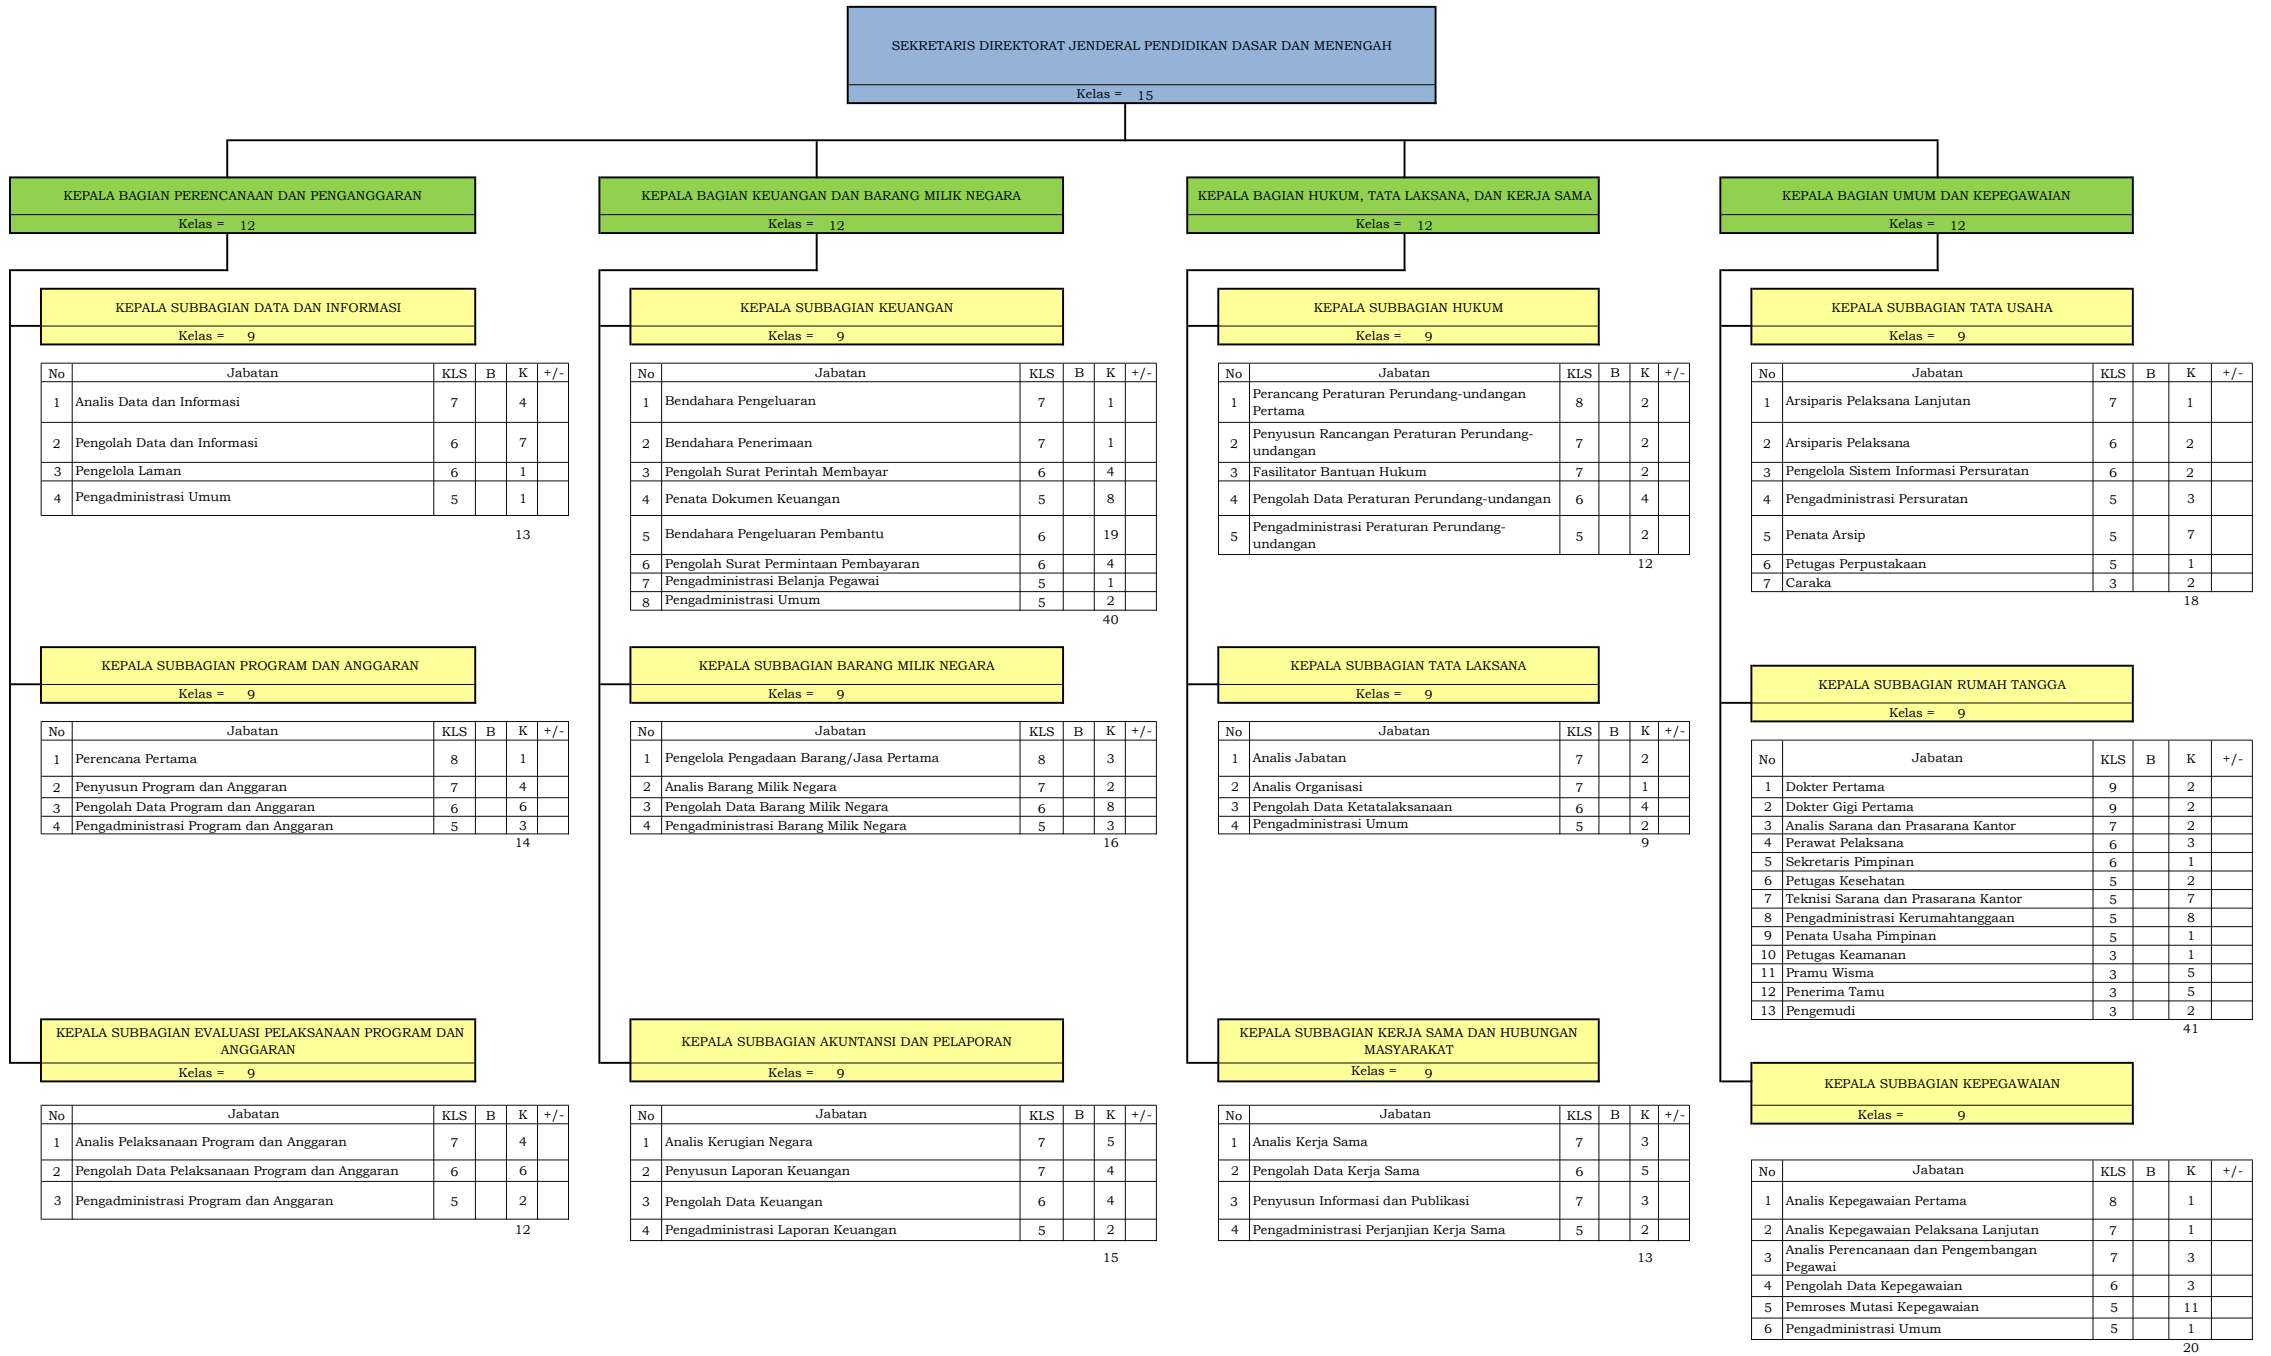 SEKRETARIS DIREKTORAT JENDERAL PENDIDIKAN DASAR DAN MENENGAH
Kelas = 15
KEPALA BAGIAN PERENCANAAN DAN PENGANGGARAN
Kelas = 12
KEPALA SUBBAGIAN DATA DAN INFORMASI
Kelas = 9
No Jabatan KLS B K +/-
1 Analis Data dan Informasi 7 4
2 Pengolah Data dan Informasi 6 7
3 Pengelola Laman 6 1
4 Pengadministrasi Umum 5 1
13
KEPALA SUBBAGIAN PROGRAM DAN ANGGARAN
Kelas = 9
No Jabatan KLS B K +/-
1 Perencana Pertama 8 1
2 Penyusun Program dan Anggaran 7 4
3 Pengolah Data Program dan Anggaran 6 6
4 Pengadministrasi Program dan Anggaran 5 3
14
KEPALA SUBBAGIAN EVALUASI PELAKSANAAN PROGRAM DAN
ANGGARAN
Kelas = 9
No Jabatan KLS B K +/-
1 Analis Pelaksanaan Program dan Anggaran 7 4
2 Pengolah Data Pelaksanaan Program dan Anggaran 6 6
3 Pengadministrasi Program dan Anggaran 5 2
12
KEPALA BAGIAN KEUANGAN DAN BARANG MILIK NEGARA
Kelas = 12
KEPALA SUBBAGIAN KEUANGAN
Kelas = 9
No Jabatan KLS B K +/-
1 Bendahara Pengeluaran 7 1
2 Bendahara Penerimaan 7 1
3 Pengolah Surat Perintah Membayar 6 4
4 Penata Dokumen Keuangan 5 8
5 Bendahara Pengeluaran Pembantu 6 19
6 Pengolah Surat Permintaan Pembayaran 6 4
7 Pengadministrasi Belanja Pegawai 5 1
8 Pengadministrasi Umum 5 2
40
KEPALA SUBBAGIAN BARANG MILIK NEGARA
Kelas = 9
No Jabatan KLS B K +/-
1 Pengelola Pengadaan Barang/Jasa Pertama 8 3
2 Analis Barang Milik Negara 7 2
3 Pengolah Data Barang Milik Negara 6 8
4 Pengadministrasi Barang Milik Negara 5 3
16
KEPALA SUBBAGIAN AKUNTANSI DAN PELAPORAN
Kelas = 9
No Jabatan KLS B K +/-
1 Analis Kerugian Negara 7 5
2 Penyusun Laporan Keuangan 7 4
3 Pengolah Data Keuangan 6 4
4 Pengadministrasi Laporan Keuangan 5 2
15
KEPALA BAGIAN HUKUM, TATA LAKSANA, DAN KERJA SAMA
Kelas = 12
KEPALA SUBBAGIAN HUKUM
Kelas = 9
No Jabatan KLS B K +/-
1 Perancang Peraturan Perundang-undangan
Pertama 8 2
2 Penyusun Rancangan Peraturan Perundang-
undangan 7 2
3 Fasilitator Bantuan Hukum 7 2
4 Pengolah Data Peraturan Perundang-undangan 6 4
5 Pengadministrasi Peraturan Perundang-
undangan 5 2
12
KEPALA SUBBAGIAN TATA LAKSANA
Kelas = 9
No Jabatan KLS B K +/-
1 Analis Jabatan 7 2
2 Analis Organisasi 7 1
3 Pengolah Data Ketatalaksanaan 6 4
4 Pengadministrasi Umum 5 2
9
KEPALA SUBBAGIAN KERJA SAMA DAN HUBUNGAN
MASYARAKAT
Kelas = 9
No Jabatan KLS B K +/-
1 Analis Kerja Sama 7 3
2 Pengolah Data Kerja Sama 6 5
3 Penyusun Informasi dan Publikasi 7 3
4 Pengadministrasi Perjanjian Kerja Sama 5 2
13
KEPALA BAGIAN UMUM DAN KEPEGAWAIAN
Kelas = 12
KEPALA SUBBAGIAN TATA USAHA
Kelas = 9
No Jabatan KLS B K +/-
1 Arsiparis Pelaksana Lanjutan 7 1
2 Arsiparis Pelaksana 6 2
3 Pengelola Sistem Informasi Persuratan 6 2
4 Pengadministrasi Persuratan 5 3
5 Penata Arsip 5 7
6 Petugas Perpustakaan 5 1
7 Caraka 3 2
18
KEPALA SUBBAGIAN RUMAH TANGGA
Kelas = 9
No Jabatan KLS B K +/-
1 Dokter Pertama 9 2
2 Dokter Gigi Pertama 9 2
3 Analis Sarana dan Prasarana Kantor 7 2
4 Perawat Pelaksana 6 3
5 Sekretaris Pimpinan 6 1
6 Petugas Kesehatan 5 2
7 Teknisi Sarana dan Prasarana Kantor 5 7
8 Pengadministrasi Kerumahtanggaan 5 8
9 Penata Usaha Pimpinan 5 1
10 Petugas Keamanan 3 1
11 Pramu Wisma 3 5
12 Penerima Tamu 3 5
13 Pengemudi 3 2
41
KEPALA SUBBAGIAN KEPEGAWAIAN
Kelas = 9
No Jabatan KLS B K +/-
1 Analis Kepegawaian Pertama 8 1
2 Analis Kepegawaian Pelaksana Lanjutan 7 1
3 Analis Perencanaan dan Pengembangan
Pegawai 7 3
4 Pengolah Data Kepegawaian 6 3
5 Pemroses Mutasi Kepegawaian 5 11
6 Pengadministrasi Umum 5 1
20